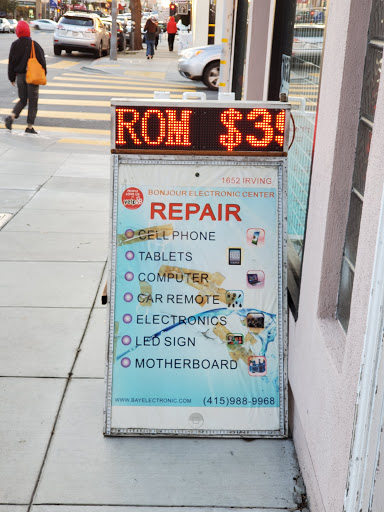 ROM $39
1652 IRVING
BONJOUR ELECTRONIC CENTER
REPAIR
CELL PHONE
TABLETS
COMPUTER
CAR REMOTE
ELECTRONICS
LED SIGN
MOTHERBOARD
WWW.BAYELECTRONIC.COM
(415)988-9968